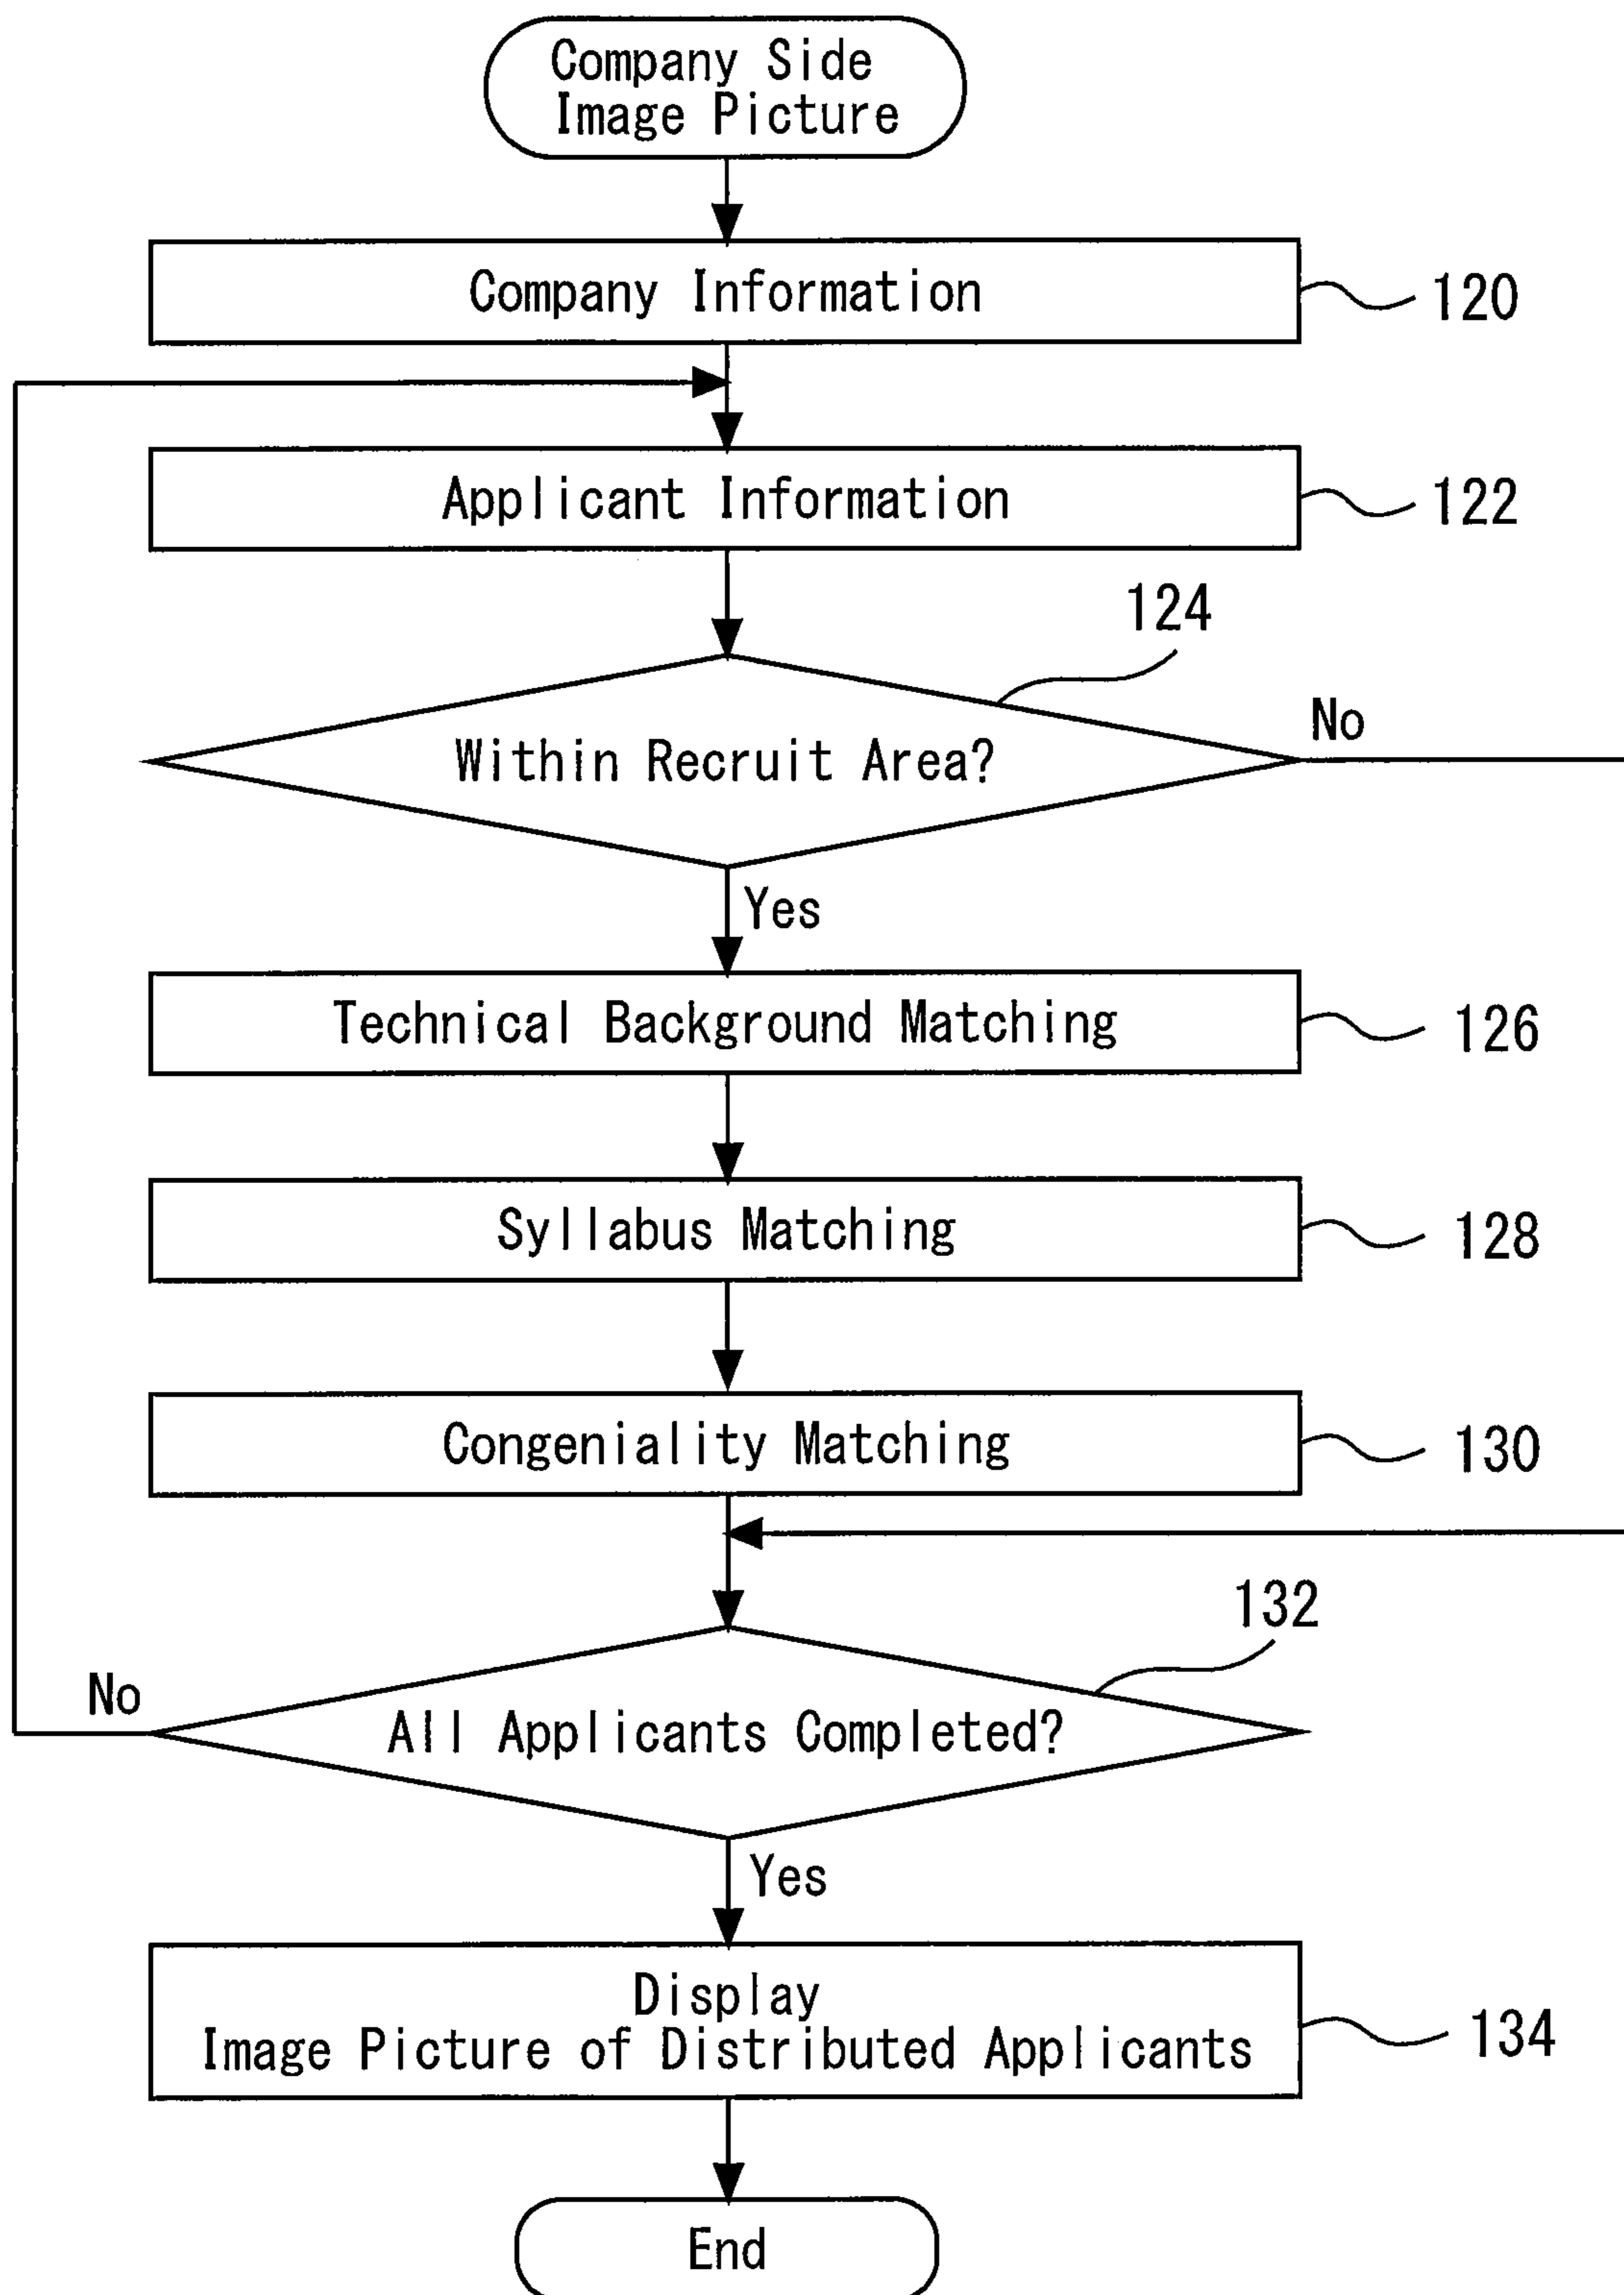 Company Side
Image Picture
Company Information
120
Applicant Information
122
124
Within Recruit Area?
No
Yes
Technical Background Matching
126
Syllabus Matching
128
Congeniality Matching
130
132
No
All Applicants Completed?
Yes
Display
Image Picture of Distributed Applicants
134
End